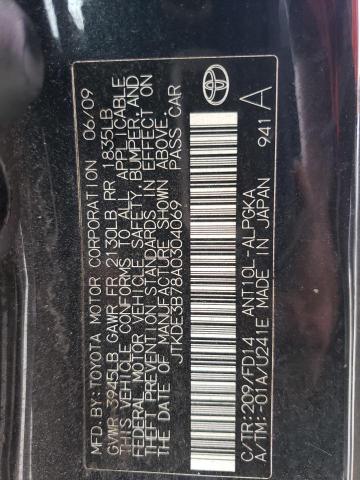 MFD.BY:TOYOTA MOTOR CORPORATION 06/09
GVWR 3945LB GAWR FR 2130LB RR 1835LB
THIS VEHICLE CONFORMS TO ALL APPLICABLE
FEDERAL MOTOR VEHICLE SAFETY, BUMPER, AND
THEFT PREVENTION STANDARDS IN EFFECT ON
THE DATE OF MANUFACTURE SHOWN ABOVE.
JTKDE3B78A0304069 PASS CAR
C/TR:209/FD14 ANT10L-ALPGKA
A/TM:-01A/U241E MADE IN JAPAN
941 A